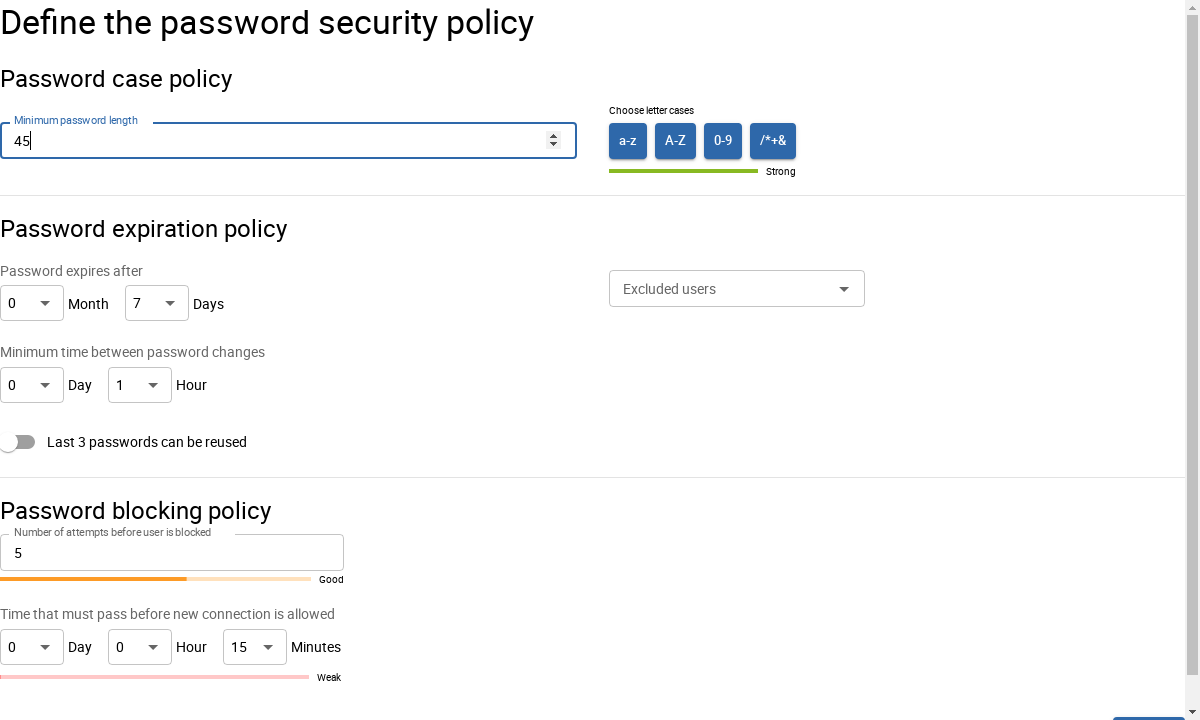 Define the password security policy
Password case policy
Minimum password length
45
Choose letter cases
a-z A-Z 0-9 /*+&
Strong
Password expiration policy
Password expires after
0 Month 7 Days
Excluded users
Minimum time between password changes
0 Day 1 Hour
Last 3 passwords can be reused
Password blocking policy
Number of attempts before user is blocked
5
Good
Time that must pass before new connection is allowed
0 Day 0 Hour 15 Minutes
Weak